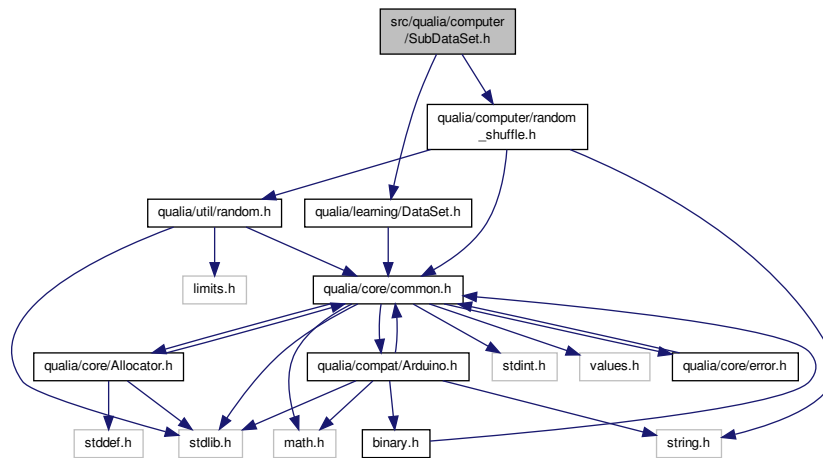 src/qualia/computer
/SubDataSet.h
qualia/computer/random
_shuffle.h
qualia/util/random.h
qualia/learning/DataSet.h
limits.h
qualia/core/common.h
qualia/core/Allocator.h
qualia/compat/Arduino.h
stdint.h
values.h
qualia/core/error.h
stddef.h
stdlib.h
math.h
binary.h
string.h